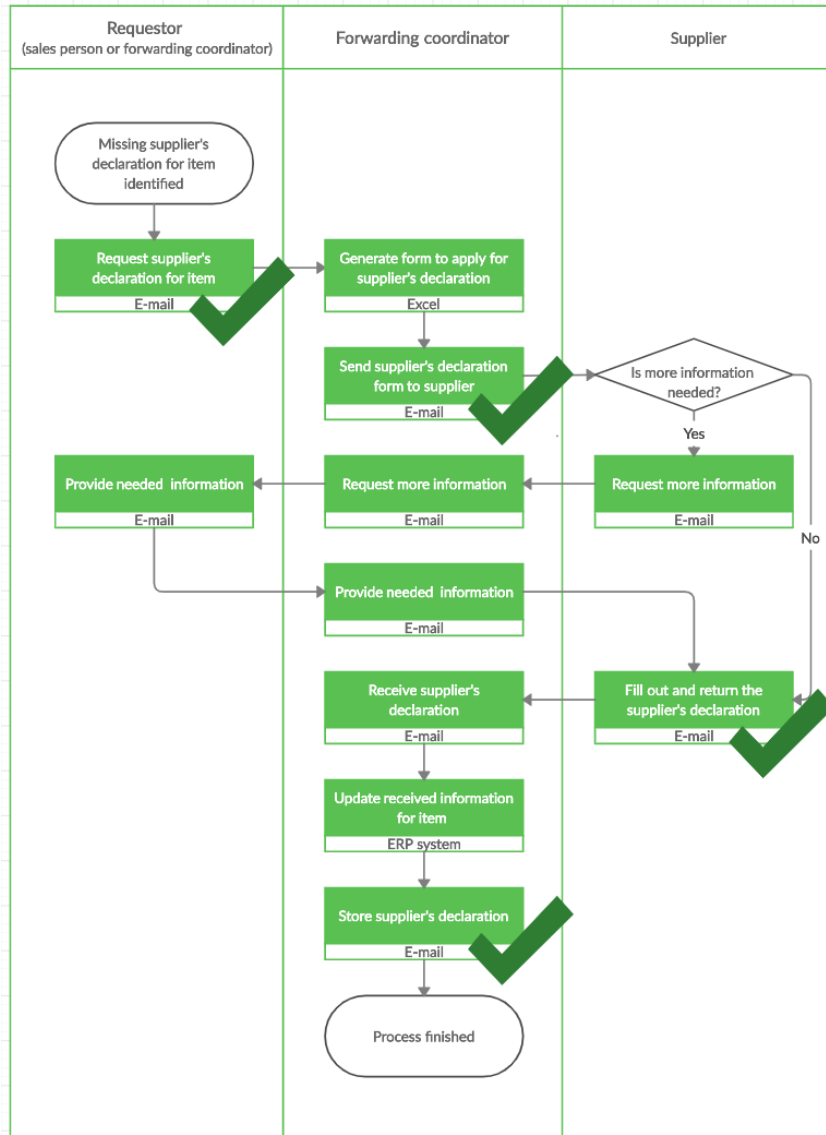 Requestor
(sales person or forwarding coordinator)
Forwarding coordinator
Supplier
Missing supplier's
declaration for item
identified
Request supplier's
declaration for item
E-mail
Generate form to apply for
supplier's declaration
Excel
Send supplier's declaration
form to supplier
E-mail
Is more information
needed?
Yes
No
Request more information
E-mail
Request more information
E-mail
Provide needed information
E-mail
Provide needed information
E-mail
Fill out and return the
supplier's declaration
E-mail
Receive supplier's
declaration
E-mail
Update received information
for item
ERP system
Store supplier's declaration
E-mail
Process finished